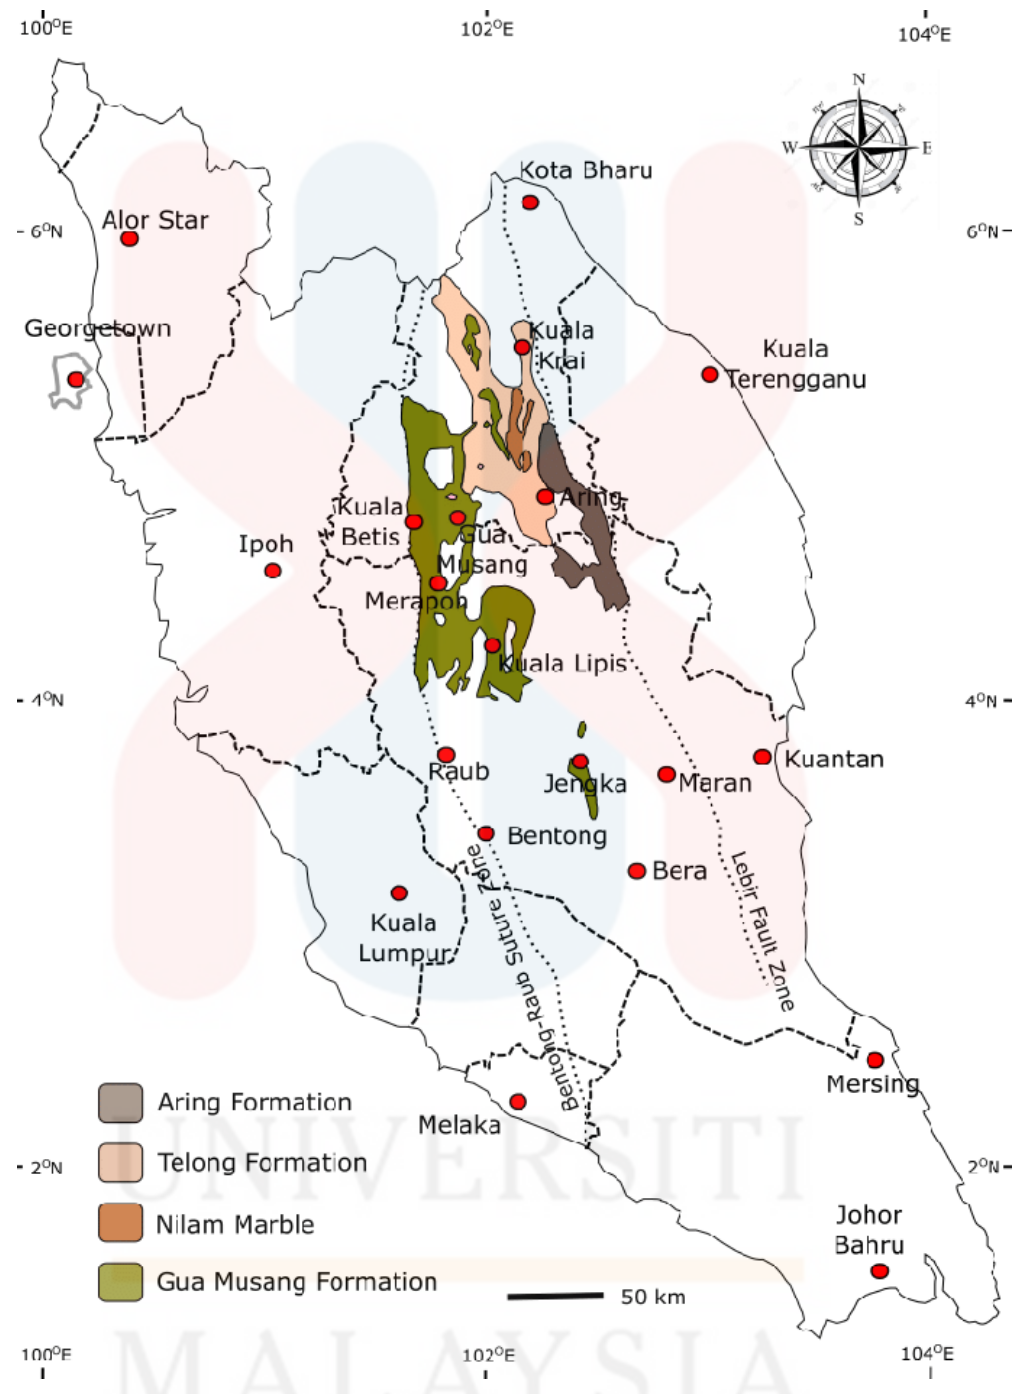 100°E
102°E
104°E
N
W
E
S
Kota Bharu
Alor Star
6°N
6°N
Georgetown
Kuala
Krai
Kuala
Terengganu
Kuala
Betis
Aring
Gua
Musang
Ipoh
Merapoh
Kuala Lipis
4°N
4°N
Raub
Jengka
Maran
Kuantan
Bentong
Bera
Kuala
Lumpur
Bentong-Raub Suture Zone
Lebir Fault Zone
Mersing
Melaka
Aring Formation
Telong Formation
Nilam Marble
Gua Musang Formation
UNIVERSITI
2°N
2°N
Johor
Bahru
50 km
MALAYSIA
100°E
102°E
104°E